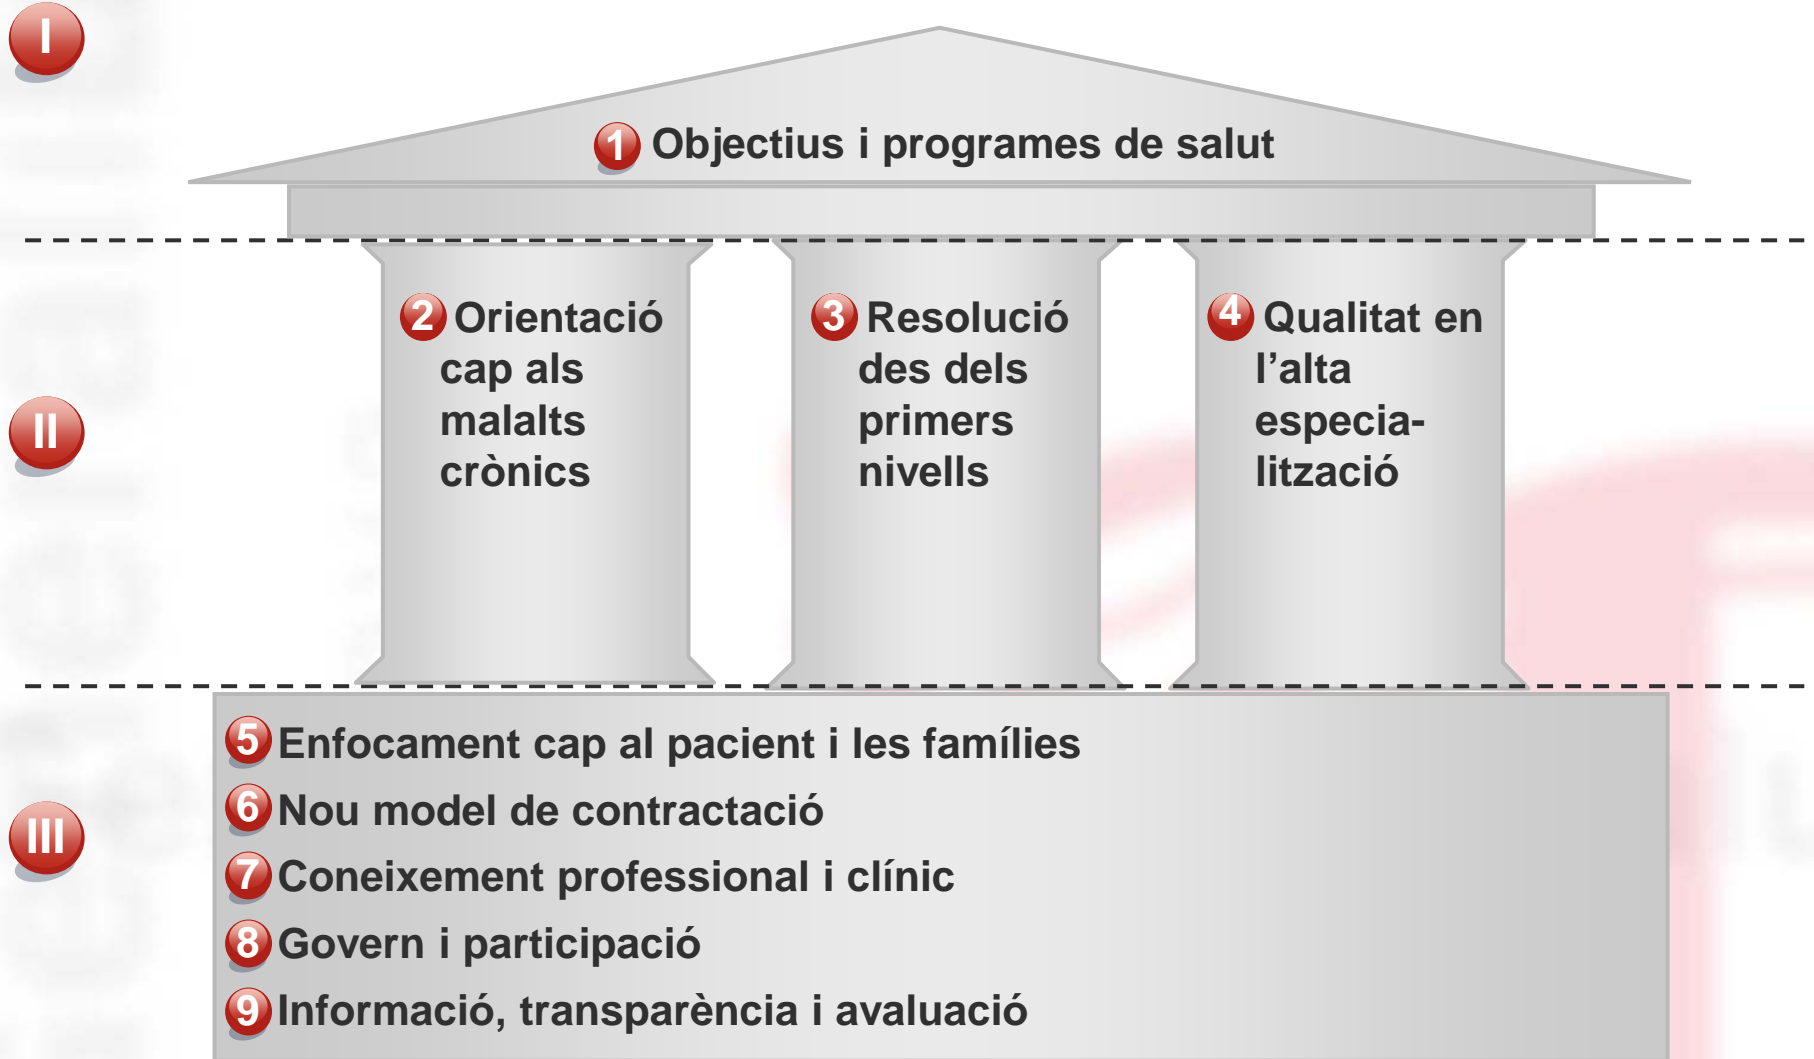 I
1 Objectius i programes de salut
II
2 Orientació
cap als
malalts
crònics
3 Resolució
des dels
primers
nivells
4 Qualitat en
l’alta
especia-
lització
III
5 Enfocament cap al pacient i les famílies
6 Nou model de contractació
7 Coneixement professional i clínic
8 Govern i participació
9 Informació, transparència i avaluació